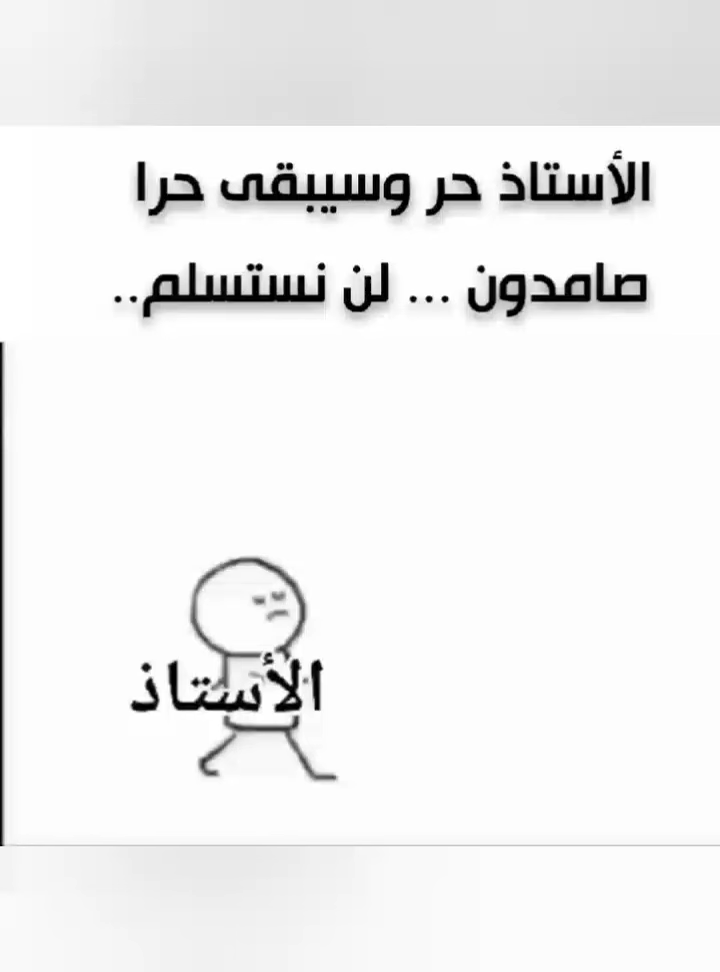 الأستاذ حر وسيبقى حرا
صامدون ... لن نستسلم..
الأستاذ